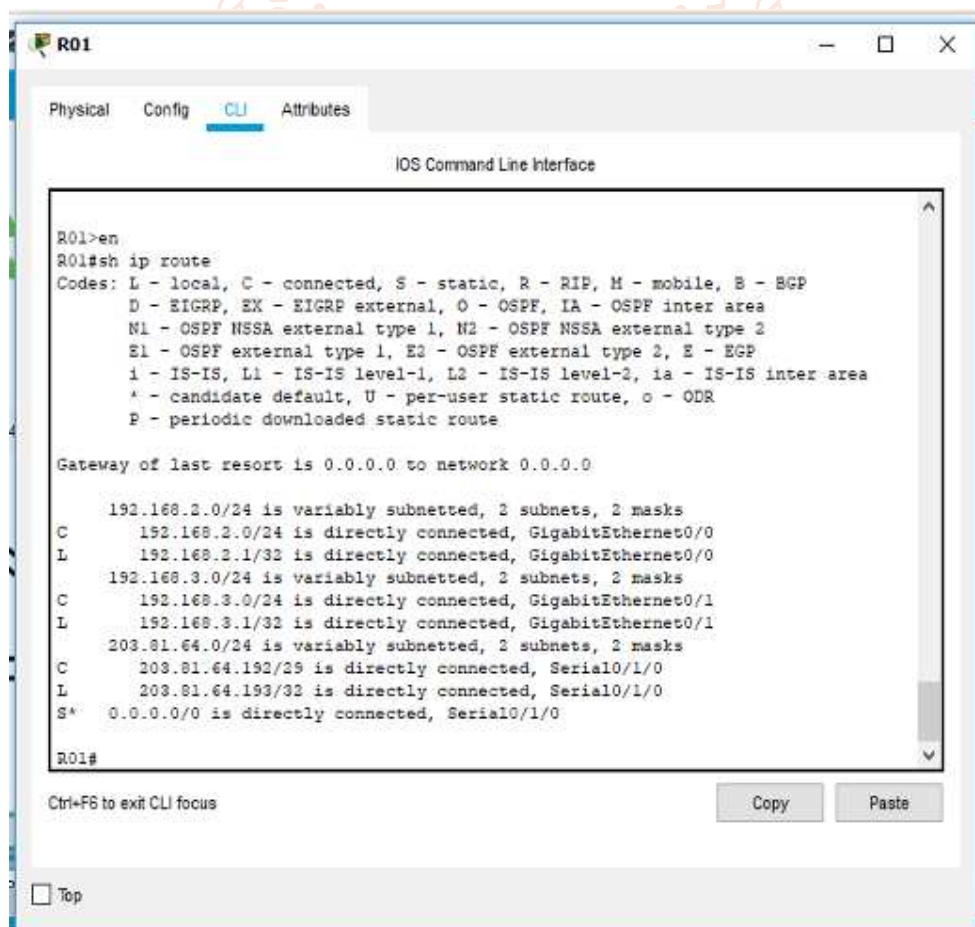 R01
Physical Config CLI Attributes
IOS Command Line Interface
R01>en
R01#sh ip route
Codes: L - local, C - connected, S - static, R - RIP, M - mobile, B - BGP
D - EIGRP, EX - EIGRP external, O - OSPF, IA - OSPF inter area
N1 - OSPF NSSA external type 1, N2 - OSPF NSSA external type 2
E1 - OSPF external type 1, E2 - OSPF external type 2, E - EGP
i - IS-IS, L1 - IS-IS level-1, L2 - IS-IS level-2, ia - IS-IS inter area
* - candidate default, U - per-user static route, o - ODR
P - periodic downloaded static route
Gateway of last resort is 0.0.0.0 to network 0.0.0.0
192.168.2.0/24 is variably subnetted, 2 subnets, 2 masks
C 192.168.2.0/24 is directly connected, GigabitEthernet0/0
L 192.168.2.1/32 is directly connected, GigabitEthernet0/0
192.168.3.0/24 is variably subnetted, 2 subnets, 2 masks
C 192.168.3.0/24 is directly connected, GigabitEthernet0/1
L 192.168.3.1/32 is directly connected, GigabitEthernet0/1
203.81.64.0/24 is variably subnetted, 2 subnets, 2 masks
C 203.81.64.192/29 is directly connected, Serial0/1/0
L 203.81.64.193/32 is directly connected, Serial0/1/0
S* 0.0.0.0/0 is directly connected, Serial0/1/0
R01#
Ctrl+F6 to exit CLI focus
Copy Paste
Top